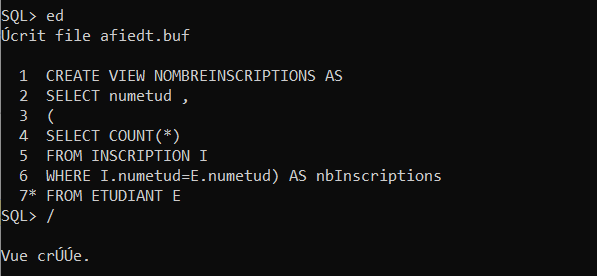 SQL> ed
Úcrit file afiedt.buf
1 CREATE VIEW NOMBREINSCRIPTIONS AS
2 SELECT numetud ,
3 (
4 SELECT COUNT(*)
5 FROM INSCRIPTION I
6 WHERE I.numetud=E.numetud) AS nbInscriptions
7* FROM ETUDIANT E
SQL> /
Vue crÚÚe.